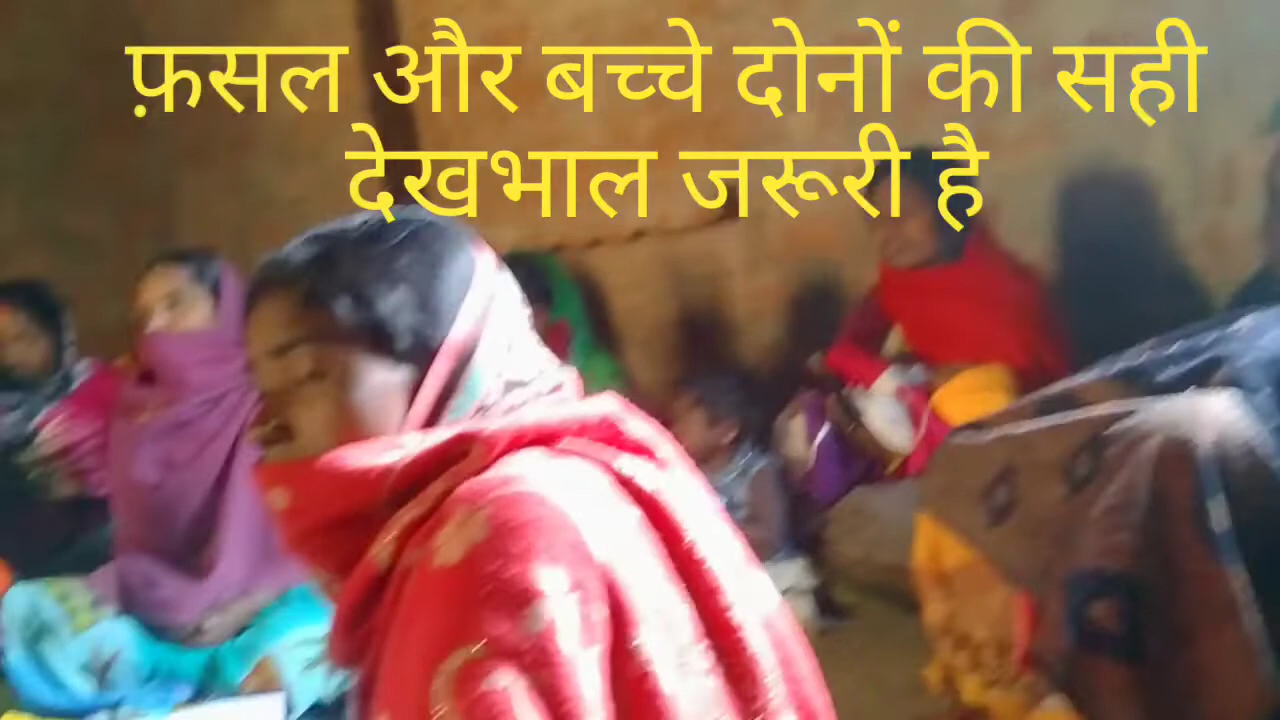 फ़सल और बच्चे दोनों की सही
देखभाल जरूरी है